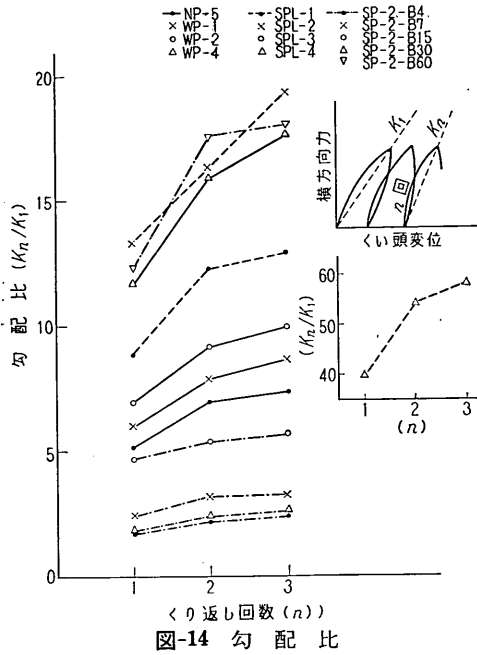 NP-5 SPL-1 SP-2-B4
WP-1 SPL-2 SP-2-B7
WP-2 SPL-3 SP-2-B15
WP-4 SPL-4 SP-2-B30
SP-2-B60
20
15
10
5
0
勾配比(Kn/K1)
1 2 3
くり返し回数(n))
横方向力
K1
Kn
n回
くい頭変位
60
50
40
(Kn/K1)
1 2 3
(n)
図-14 勾配比